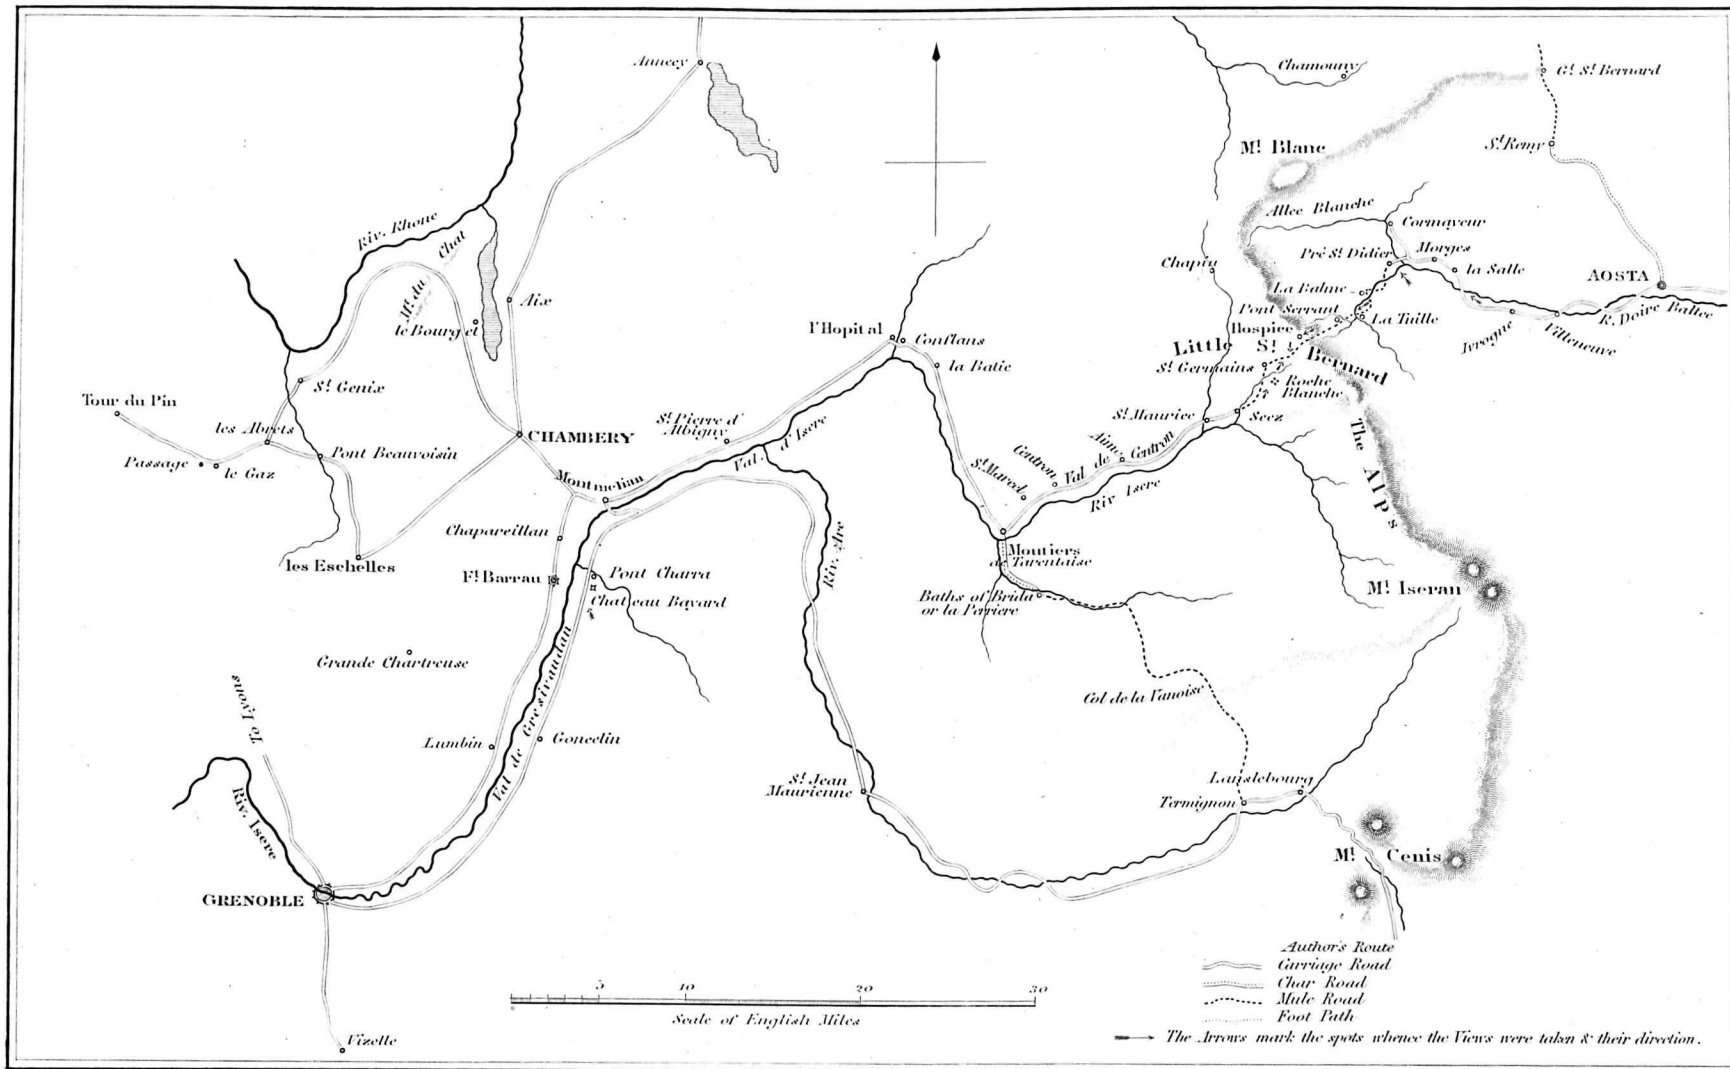 Annecy
Chamouny
Gt. St. Bernard
Mt. Blanc
St. Remy
Riv. Rhone
Mt. du Chat
Allée Blanche
Cormayeur
Chapiu
Pré St. Didier
Morges
la Salle
AOSTA
Aix
le Bourget
La Balme
Pont Serrant
La Tuille
Hospice
l'Hopital
Conflans
Ivrogne
Villeneuve
R. Doire Baltee
Little St. Bernard
la Batie
St. Germains
Roche
Blanche
St. Genix
Tour du Pin
les Abrets
CHAMBERY
St. Pierre d'
Albigny
St. Maurice
Seez
The Alps
Passage
le Gaz
Pont Beauvoisin
Val. d'Isere
Centron
Val de Centron
Aime
St. Marcel
Riv Isere
Montmelian
Chapareillan
les Eschelles
Riv. Arc
Moutiers
de Tarentaise
Ft. Barrau
Pont Charra
Chateau Bayard
Baths of Brida
or la Perriere
Mt. Iseran
Grande Chartreuse
Val de Gresivaudan
Col de la Vanoise
To Lyons
Lumbin
Goncelin
Riv. Isere
St. Jean
Maurienne
Lanslebourg
Termignon
Mt. Cenis
GRENOBLE
Vizelle
5 10 20 30
Scale of English Miles
Author's Route
Carriage Road
Char Road
Mule Road
Foot Path
The Arrows mark the spots whence the Views were taken & their direction.